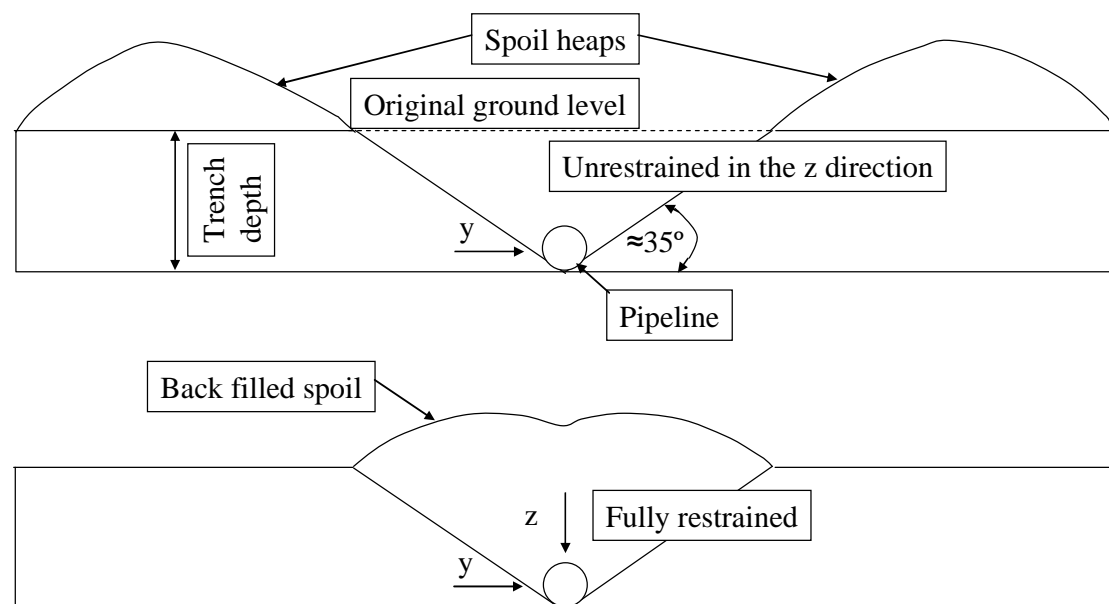 Spoil heaps
Original ground level
Unrestrained in the z direction
Trench
depth
y
≈35º
Pipeline
Back filled spoil
z
Fully restrained
y